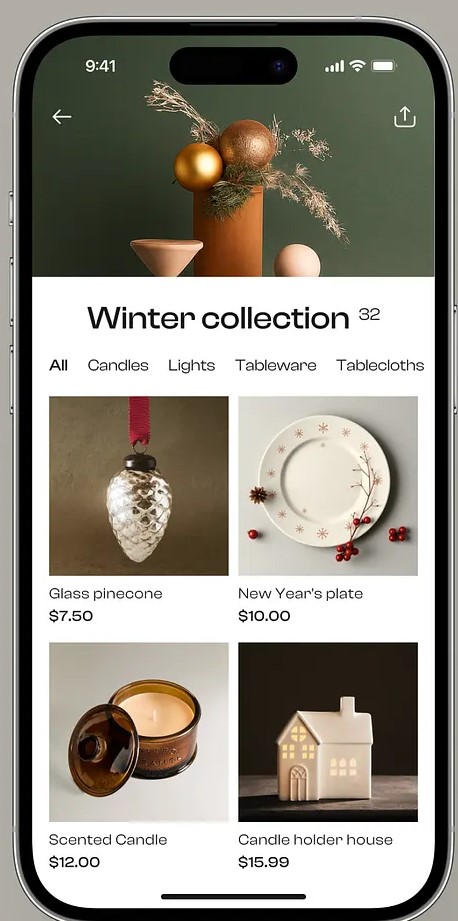 9:41
Winter collection 32
All Candles Lights Tableware Tablecloths
Glass pinecone
$7.50
New Year's plate
$10.00
Scented Candle
$12.00
Candle holder house
$15.99